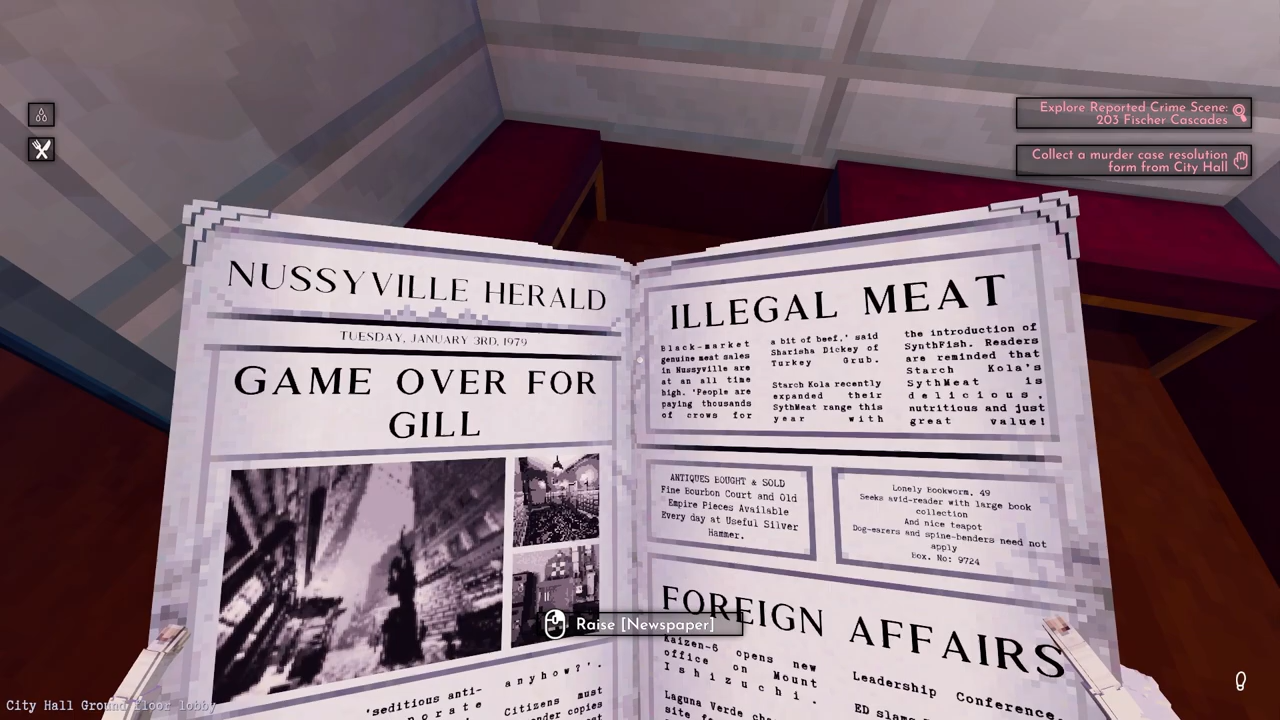 Explore Reported Crime Scene:
203 Fischer Cascades
Collect a murder case resolution
form from City Hall
NUSSYVILLE HERALD
TUESDAY, JANUARY 3RD, 1979
GAME OVER FOR
GILL
'seditious anti-
anyhow?'.
Citizens must
copies
ILLEGAL MEAT
Black-market
genuine meat sales
in Nussyville are
at an all time
high. 'People are
paying thousands
of crows for
a bit of beef.' said
Sharisha Dickey of
Turkey Grub.
Starch Kola recently
expanded their
SythMeat range this
year with
the introduction of
SynthFish. Readers
are reminded that
Starch Kola's
SythMeat is
delicious.
nutritious and just
great value!
ANTIQUES BOUGHT & SOLD
Fine Bourbon Court and Old
Empire Pieces Available
Every day at Useful Silver
Hammer.
Lonely Bookworm, 49
Seeks avid-reader with large book
collection
And nice teapot
Dog-earers and spine-benders need not
apply
Box. No: 9724
FOREIGN AFFAIRS
Kaizen-6 opens new
office on Mount
Ishizuchi.
Laguna Verde
site
Leadership Conference.
ED slams
Raise [Newspaper]
City Hall Ground floor lobby